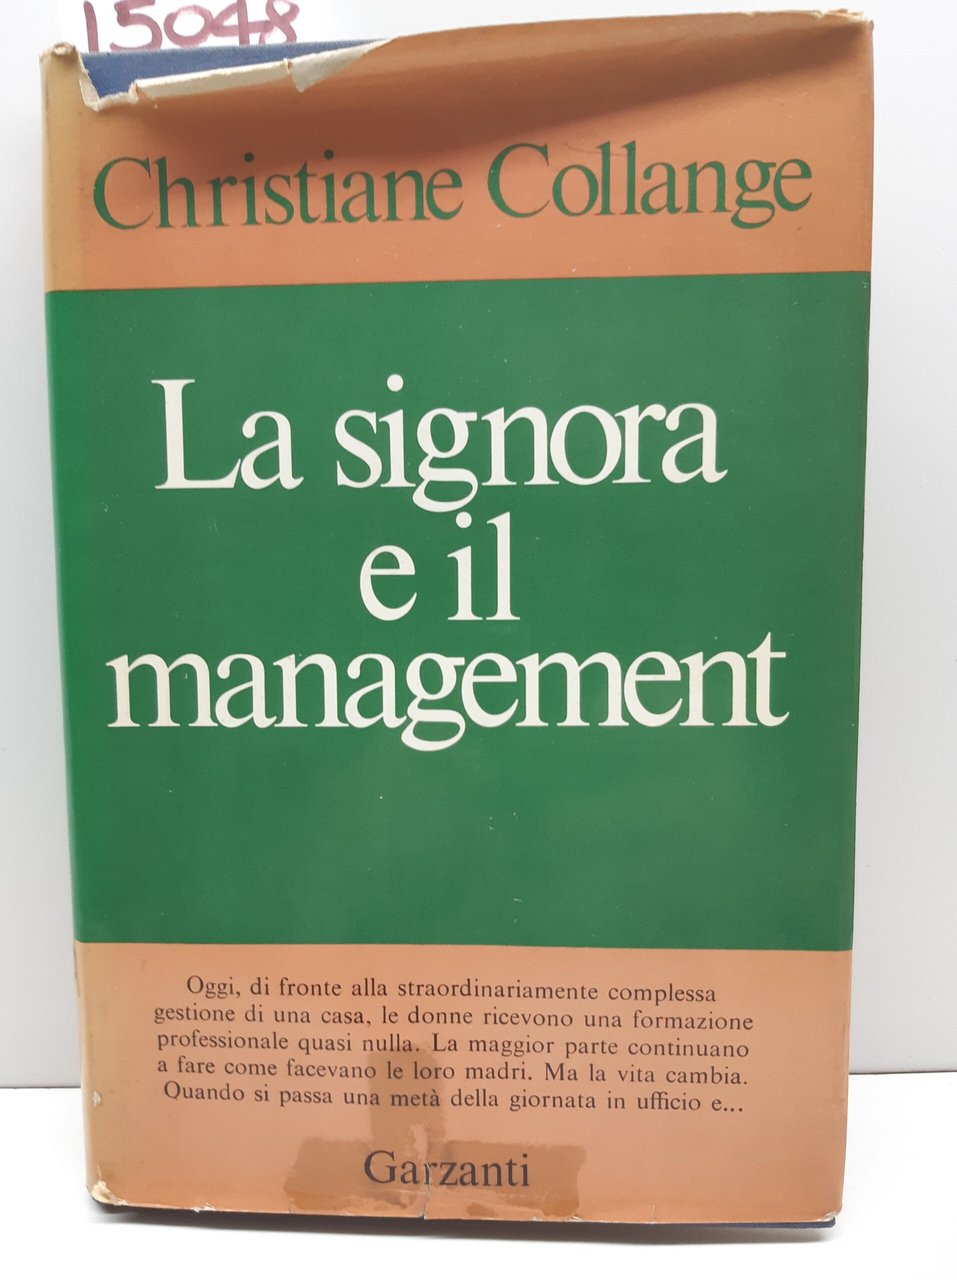 15048
Christiane Collange
La signora
e il
management
Oggi, di fronte alla straordinariamente complessa
gestione di una casa, le donne ricevono una formazione
professionale quasi nulla. La maggior parte continuano
a fare come facevano le loro madri. Ma la vita cambia.
Quando si passa una metà della giornata in ufficio e...
Garzanti